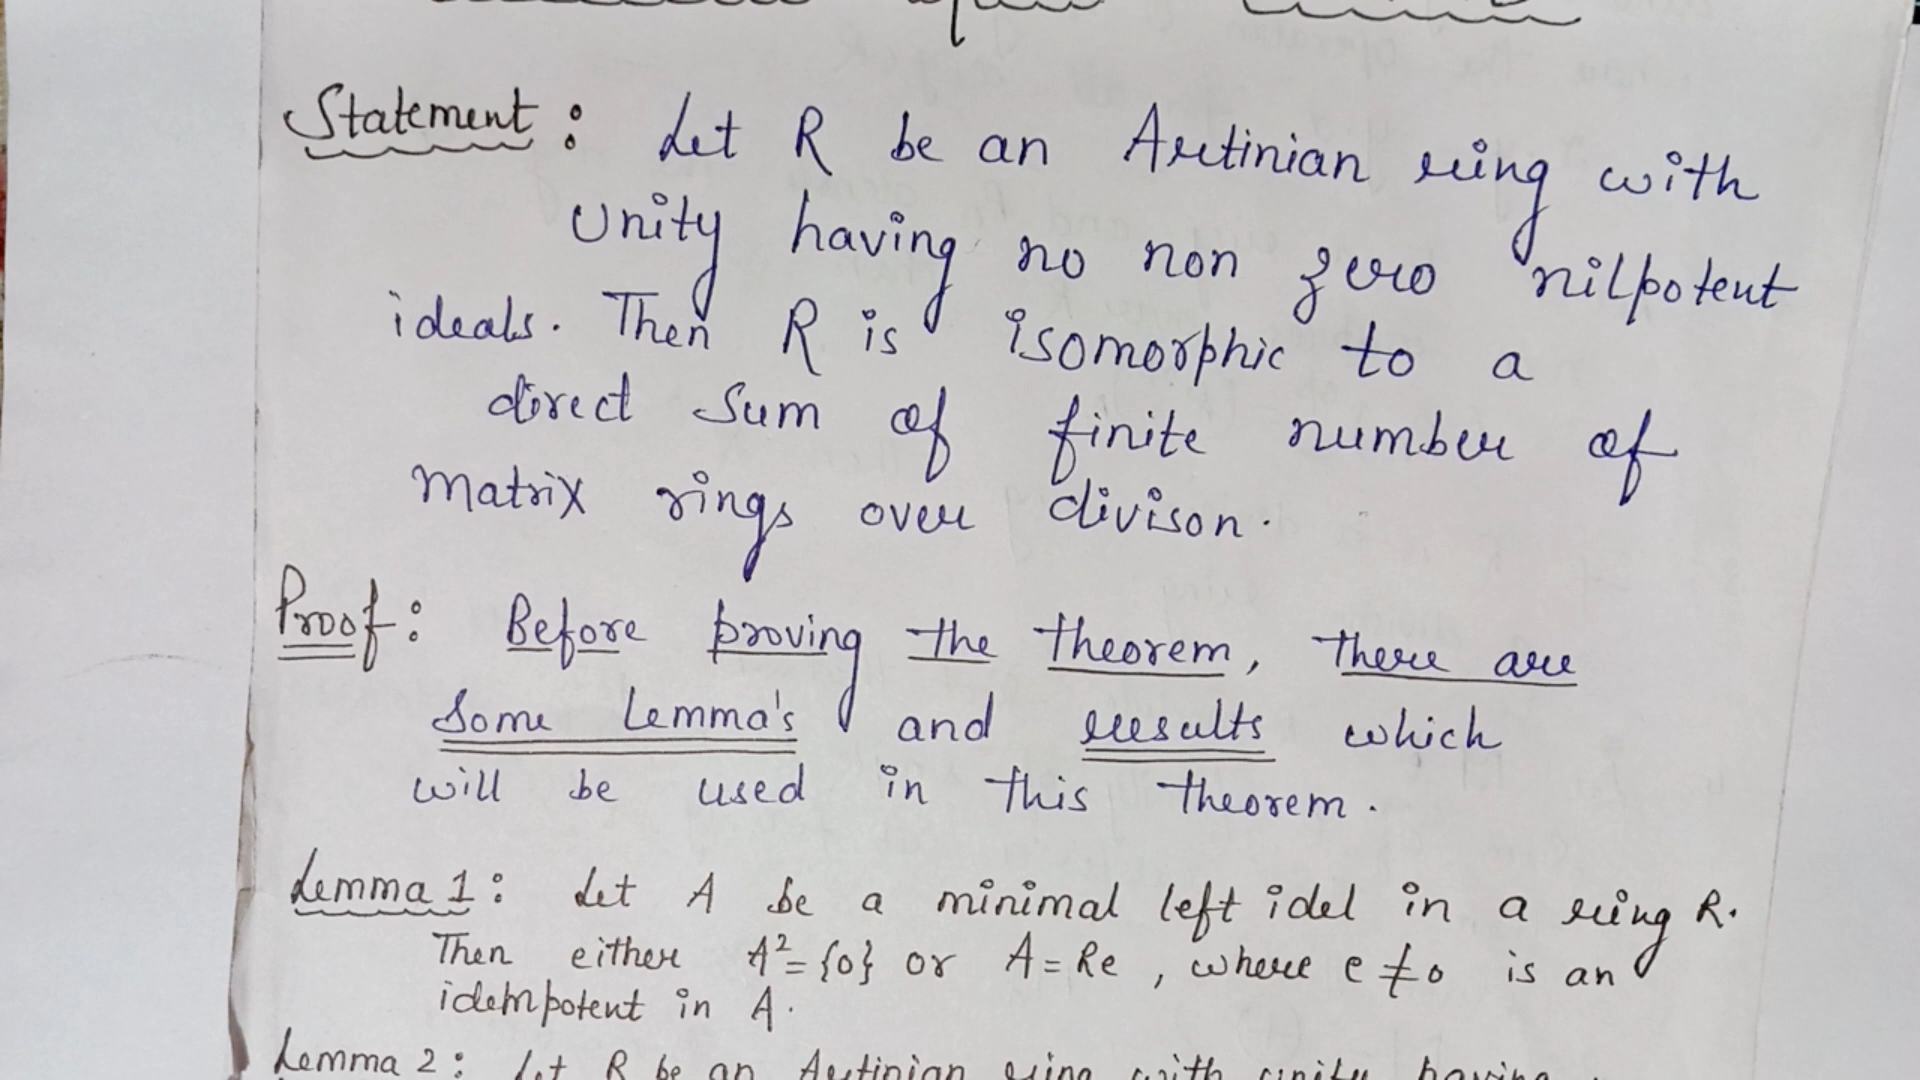 Statement : Let R be an Artinian ring with
Unity having no non zero nilpotent
ideals. Then R is isomorphic to a
direct sum of finite number of
matrix rings over divison.
Proof : Before proving the theorem, there are
some Lemma's and results which
will be used in this theorem.
Lemma 1 : Let A be a minimal left idel in a ring R.
Then either A²={0} or A=Re, where e≠0 is an
idempotent in A.
Lemma 2 : Let R be an Artinian ring with unity having